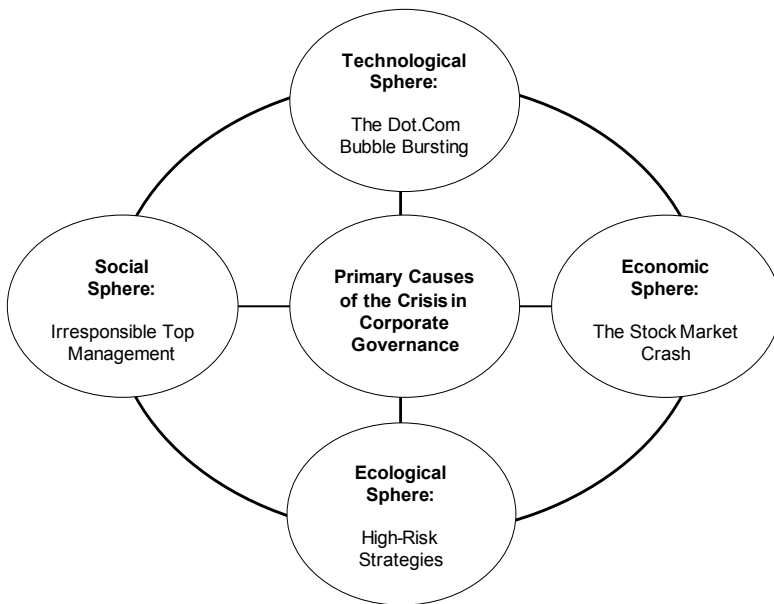 Technological
Sphere:
The Dot.Com
Bubble Bursting
Social
Sphere:
Irresponsible Top
Management
Primary Causes
of the Crisis in
Corporate
Governance
Economic
Sphere:
The Stock Market
Crash
Ecological
Sphere:
High-Risk
Strategies